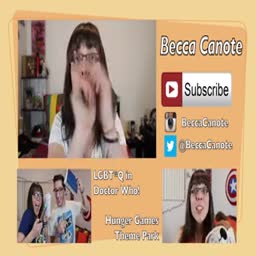 Becca Canote
Subscribe
BeccaCanote
@BeccaCanote
LGBT-Q in
Doctor Who!
Hunger Games
Theme Park